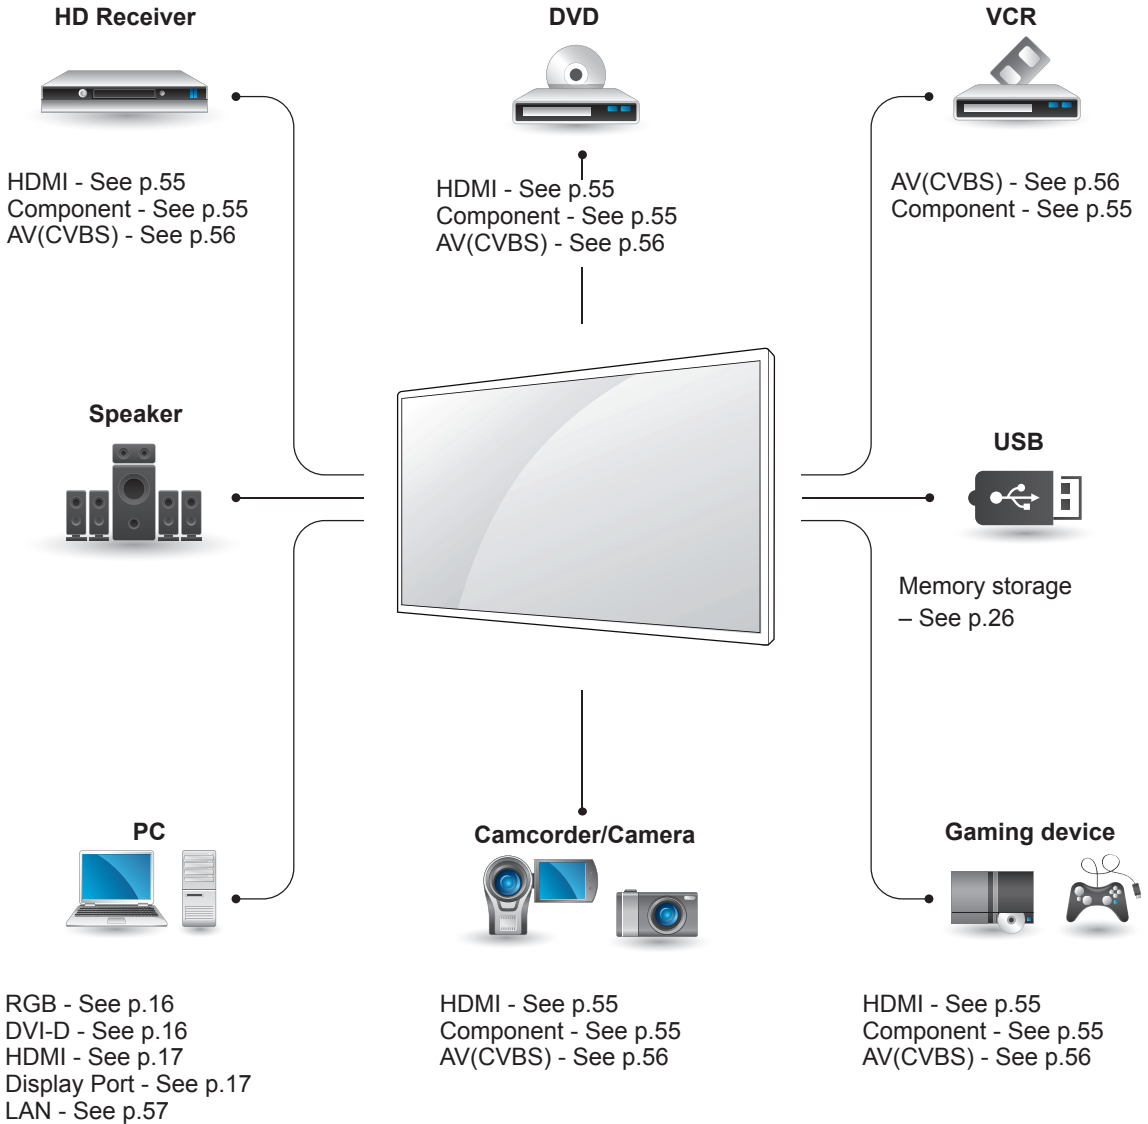 HD Receiver
HDMI - See p.55
Component - See p.55
AV(CVBS) - See p.56
DVD
HDMI - See p.55
Component - See p.55
AV(CVBS) - See p.56
VCR
AV(CVBS) - See p.56
Component - See p.55
Speaker
USB
Memory storage
– See p.26
PC
RGB - See p.16
DVI-D - See p.16
HDMI - See p.17
Display Port - See p.17
LAN - See p.57
Camcorder/Camera
HDMI - See p.55
Component - See p.55
AV(CVBS) - See p.56
Gaming device
HDMI - See p.55
Component - See p.55
AV(CVBS) - See p.56